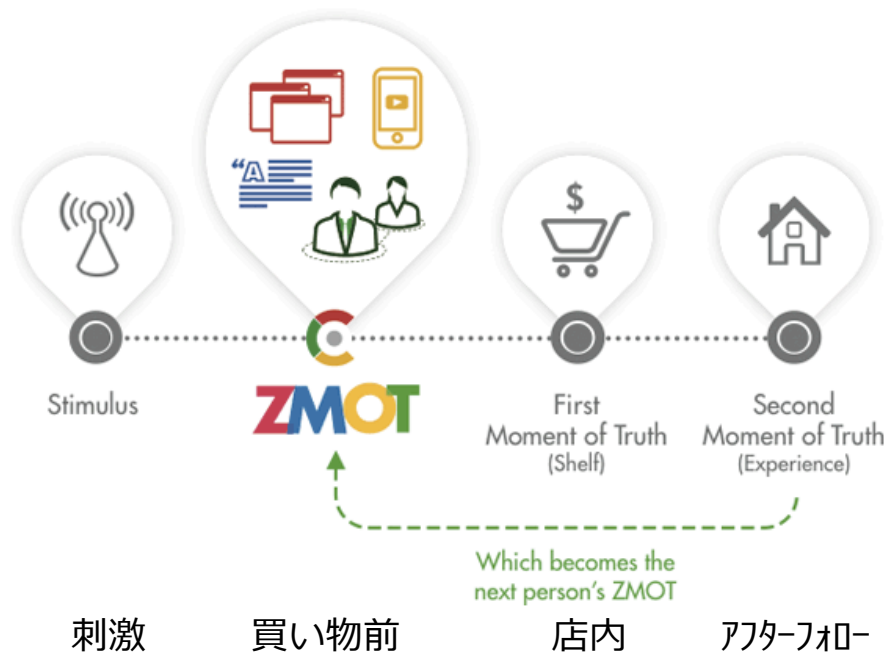 “A
Stimulus
ZMOT
First
Moment of Truth
(Shelf)
Second
Moment of Truth
(Experience)
Which becomes the
next person's ZMOT
$
刺激
買い物前
店内
ｱﾌﾀｰﾌｫﾛｰ